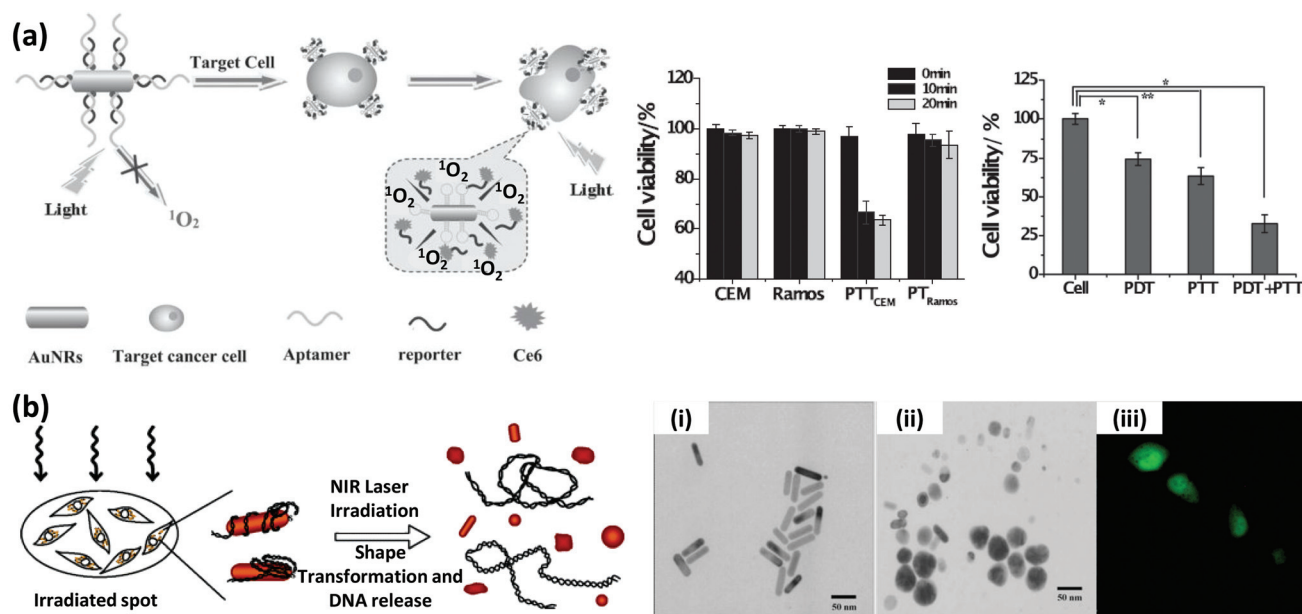 (a)
Target Cell
Light
¹O₂
¹O₂
¹O₂
¹O₂
¹O₂
¹O₂
¹O₂
Light
AuNRs
Target cancer cell
Aptamer
reporter
Ce6
Cell viability/%
120
100
80
60
40
0min
10min
20min
CEM
Ramos
PTT_CEM
PT_Ramos
Cell viability/ %
125
100
75
50
25
0
*
**
*
Cell
PDT
PTT
PDT+PTT
(b)
Irradiated spot
NIR Laser
Irradiation
Shape
Transformation and
DNA release
(i)
50 nm
(ii)
50 nm
(iii)